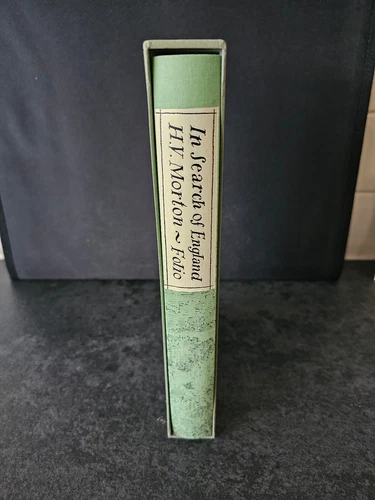 In Search of England
H.V. Morton ~ Folio